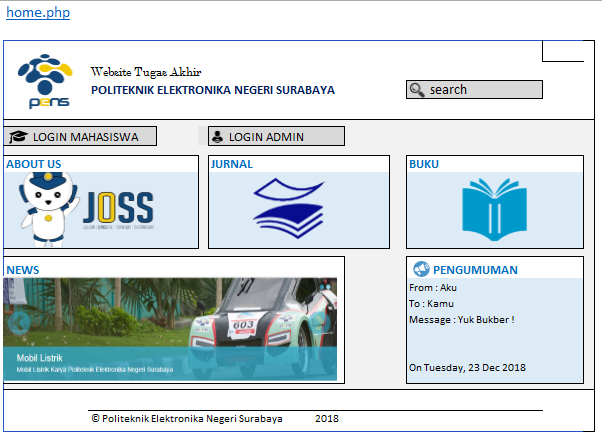 home.php
pens
Website Tugas Akhir
POLITEKNIK ELEKTRONIKA NEGERI SURABAYA
search
LOGIN MAHASISWA
LOGIN ADMIN
ABOUT US
JURNAL
BUKU
JOSS
NEWS
603
Mobil Listrik
Mobil Listrik Karya Politeknik Elektronika Negeri Surabaya
PENGUMUMAN
From : Aku
To : Kamu
Message : Yuk Bukber !
On Tuesday, 23 Dec 2018
© Politeknik Elektronika Negeri Surabaya 2018